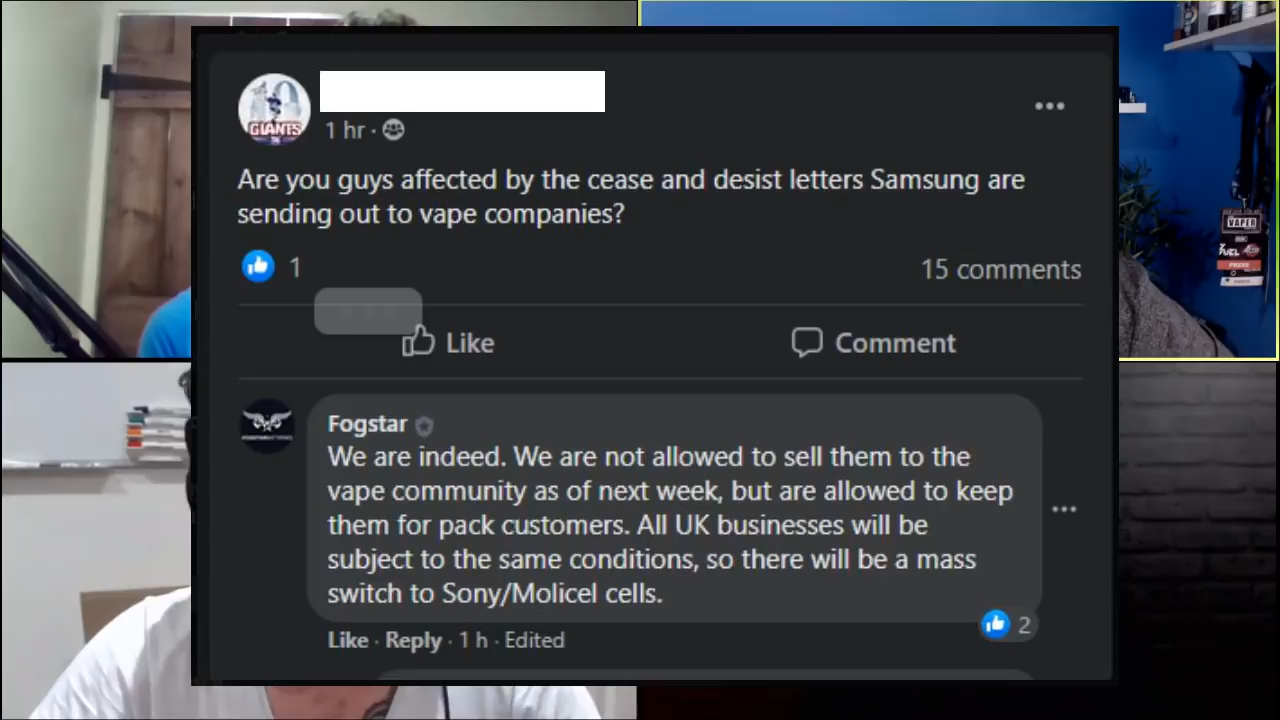 GIANTS
1 hr ·
Are you guys affected by the cease and desist letters Samsung are
sending out to vape companies?
1
15 comments
Like
Comment
Fogstar
We are indeed. We are not allowed to sell them to the
vape community as of next week, but are allowed to keep
them for pack customers. All UK businesses will be
subject to the same conditions, so there will be a mass
switch to Sony/Molicel cells.
2
Like · Reply · 1 h · Edited
VAPER
FUEL
PRESS